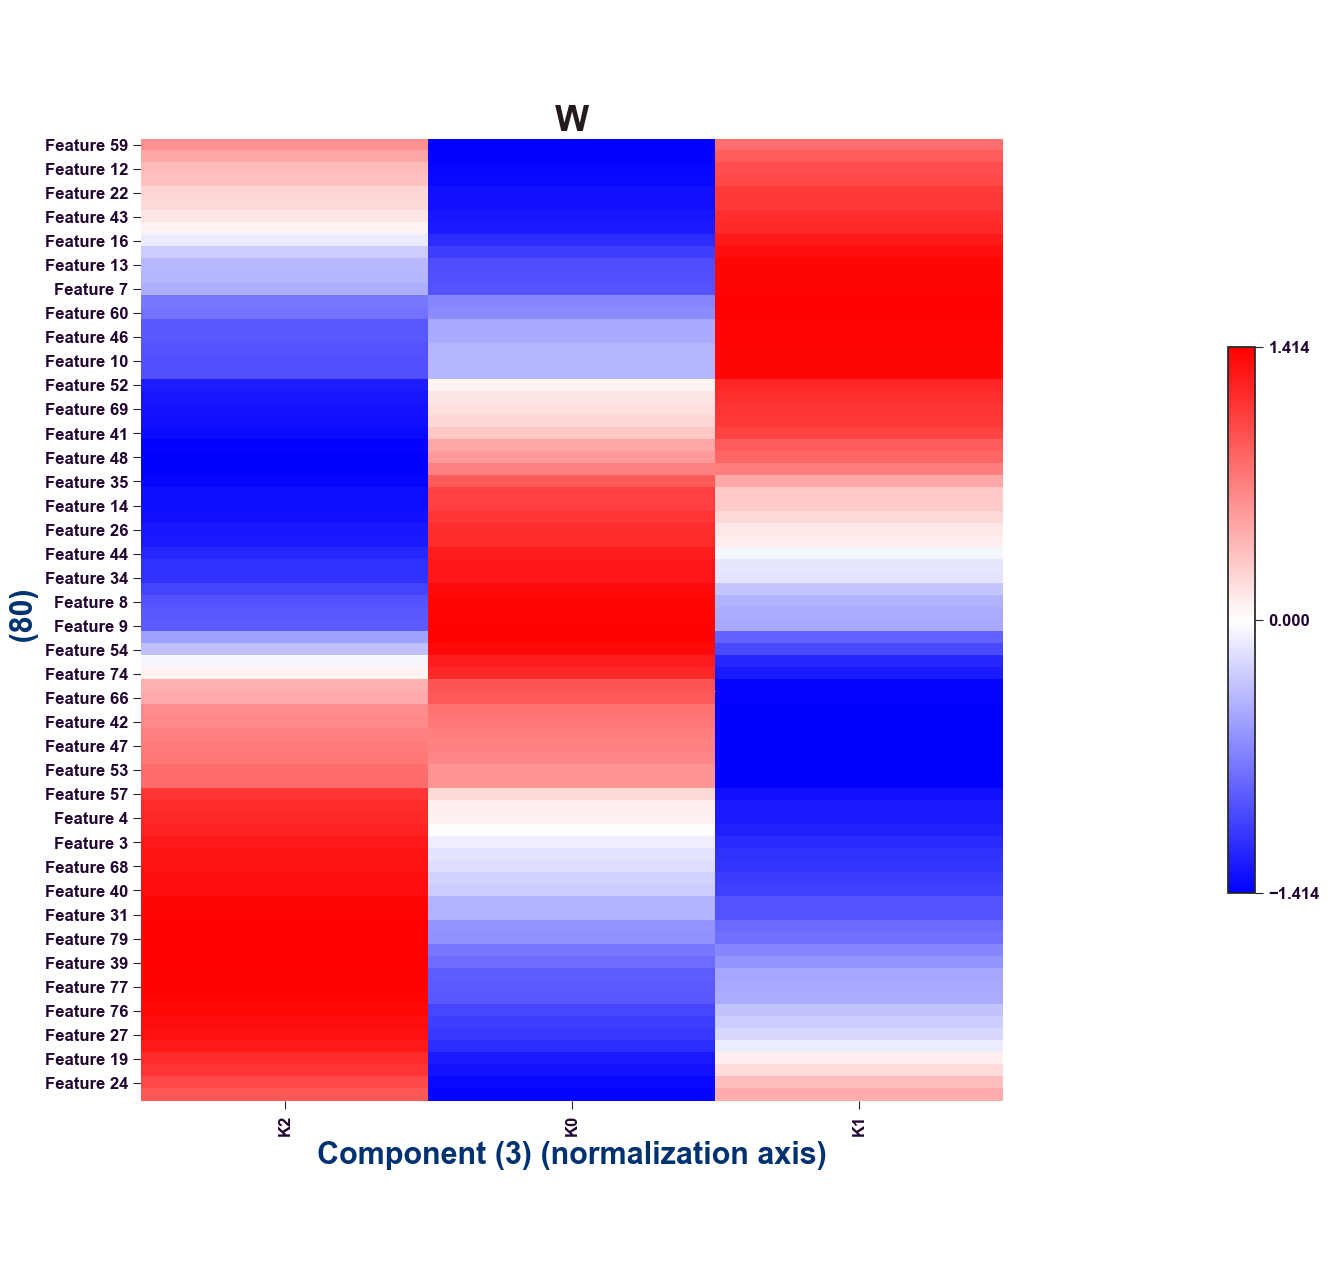 W
Feature 59
Feature 12
Feature 22
Feature 43
Feature 16
Feature 13
Feature 7
Feature 60
Feature 46
Feature 10
Feature 52
Feature 69
Feature 41
Feature 48
Feature 35
Feature 14
Feature 26
Feature 44
Feature 34
Feature 8
Feature 9
Feature 54
Feature 74
Feature 66
Feature 42
Feature 47
Feature 53
Feature 57
Feature 4
Feature 3
Feature 68
Feature 40
Feature 31
Feature 79
Feature 39
Feature 77
Feature 76
Feature 27
Feature 19
Feature 24
(80)
K2
K0
K1
Component (3) (normalization axis)
1.414
0.000
−1.414